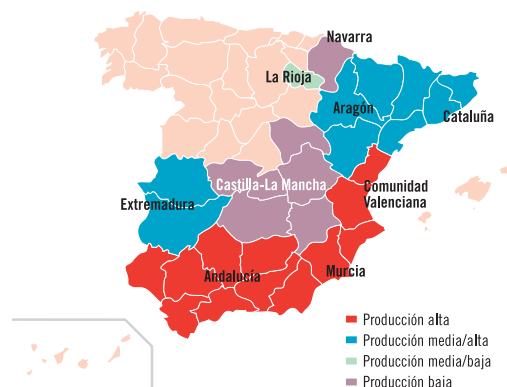 Navarra
La Rioja
Aragón
Cataluña
Castilla-La Mancha
Comunidad
Valenciana
Extremadura
Andalucía
Murcia
Producción alta
Producción media/alta
Producción media/baja
Producción baja